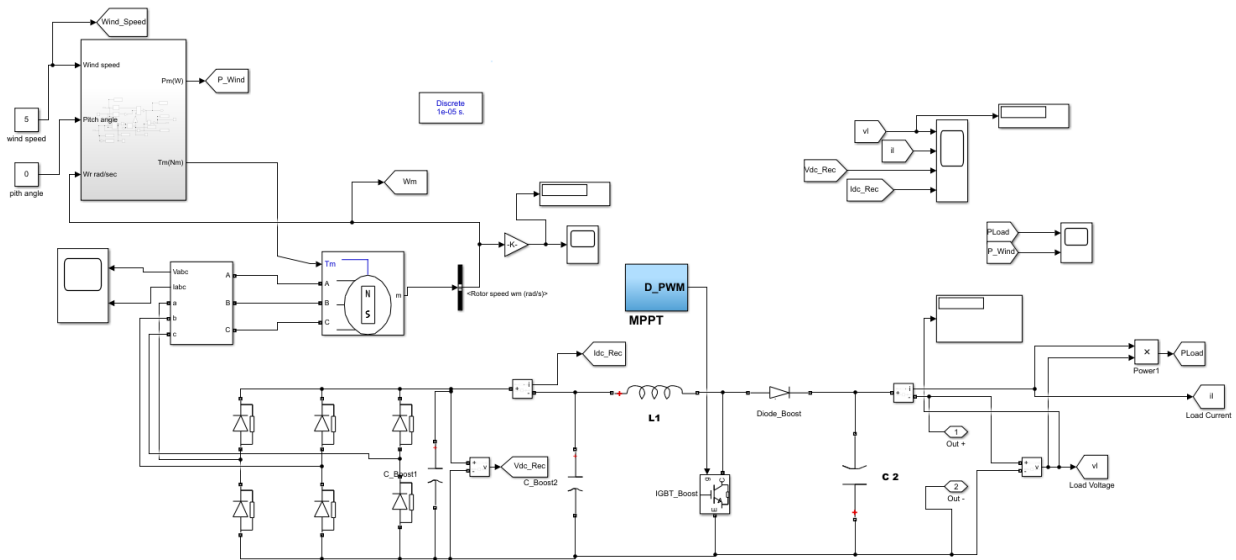 Wind_Speed
Wind speed
Pm(W)
P_Wind
5
wind speed
Pitch angle
0
pith angle
Tm(Nm)
Wr rad/sec
Wm
Discrete
1e-05 s.
vl
il
Vdc_Rec
Idc_Rec
PLoad
P_Wind
-K-
<Rotor speed wm (rad/s)>
Vabc
Iabc
a
b
c
A
B
C
Tm
A
B
C
N
S
m
D_PWM
MPPT
Idc_Rec
+
i
-
+
L1
Diode_Boost
+
i
-
×
Power1
PLoad
il
Load Current
1
Out +
C_Boost1
+
+
-
v
Vdc_Rec
+
C_Boost2
g
C
E
IGBT_Boost
C 2
+
2
Out -
+
-
v
vl
Load Voltage